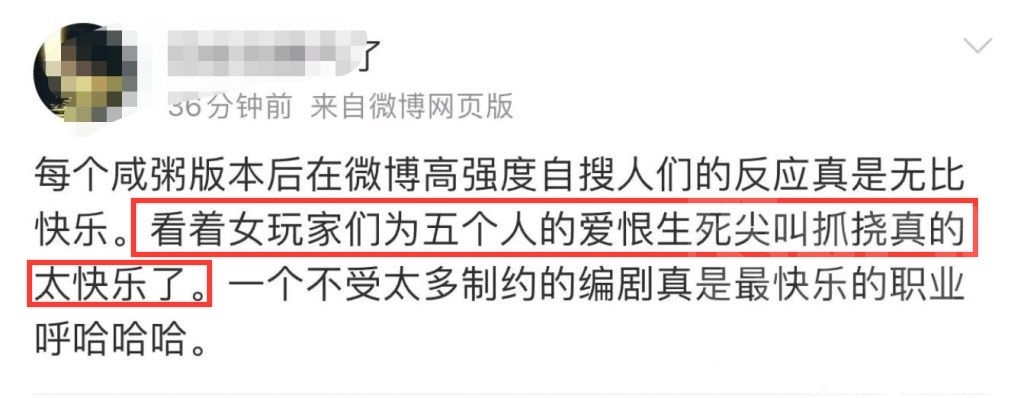 了
36分钟前 来自微博网页版
每个咸粥版本后在微博高强度自搜人们的反应真是无比
快乐。看着女玩家们为五个人的爱恨生死尖叫抓挠真的
太快乐了。一个不受太多制约的编剧真是最快乐的职业
呼哈哈哈。